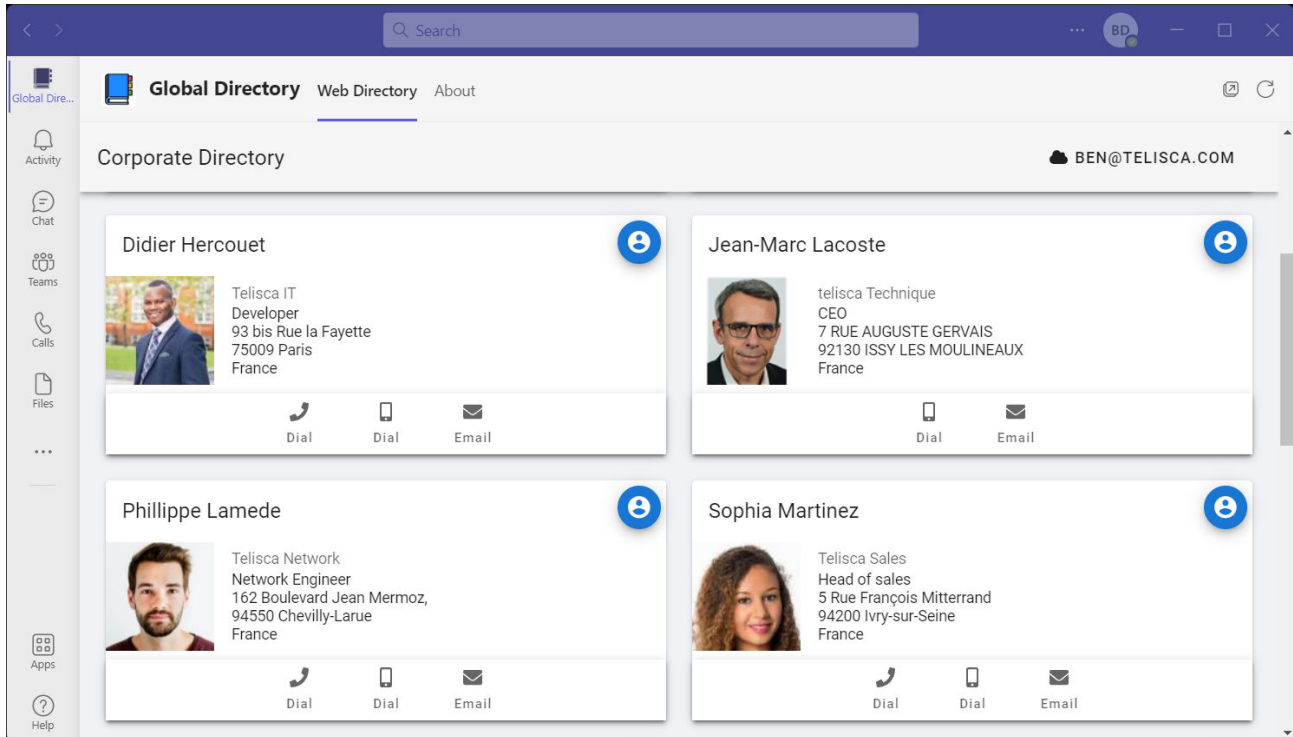 Search
BD
Global Dire...
Activity
Chat
Teams
Calls
Files
Apps
Help
Global Directory Web Directory About
Corporate Directory
BEN@TELISCA.COM
Didier Hercouet
Telisca IT
Developer
93 bis Rue la Fayette
75009 Paris
France
Dial Dial Email
Jean-Marc Lacoste
telisca Technique
CEO
7 RUE AUGUSTE GERVAIS
92130 ISSY LES MOULINEAUX
France
Dial Email
Phillippe Lamede
Telisca Network
Network Engineer
162 Boulevard Jean Mermoz,
94550 Chevilly-Larue
France
Dial Dial Email
Sophia Martinez
Telisca Sales
Head of sales
5 Rue François Mitterrand
94200 Ivry-sur-Seine
France
Dial Dial Email